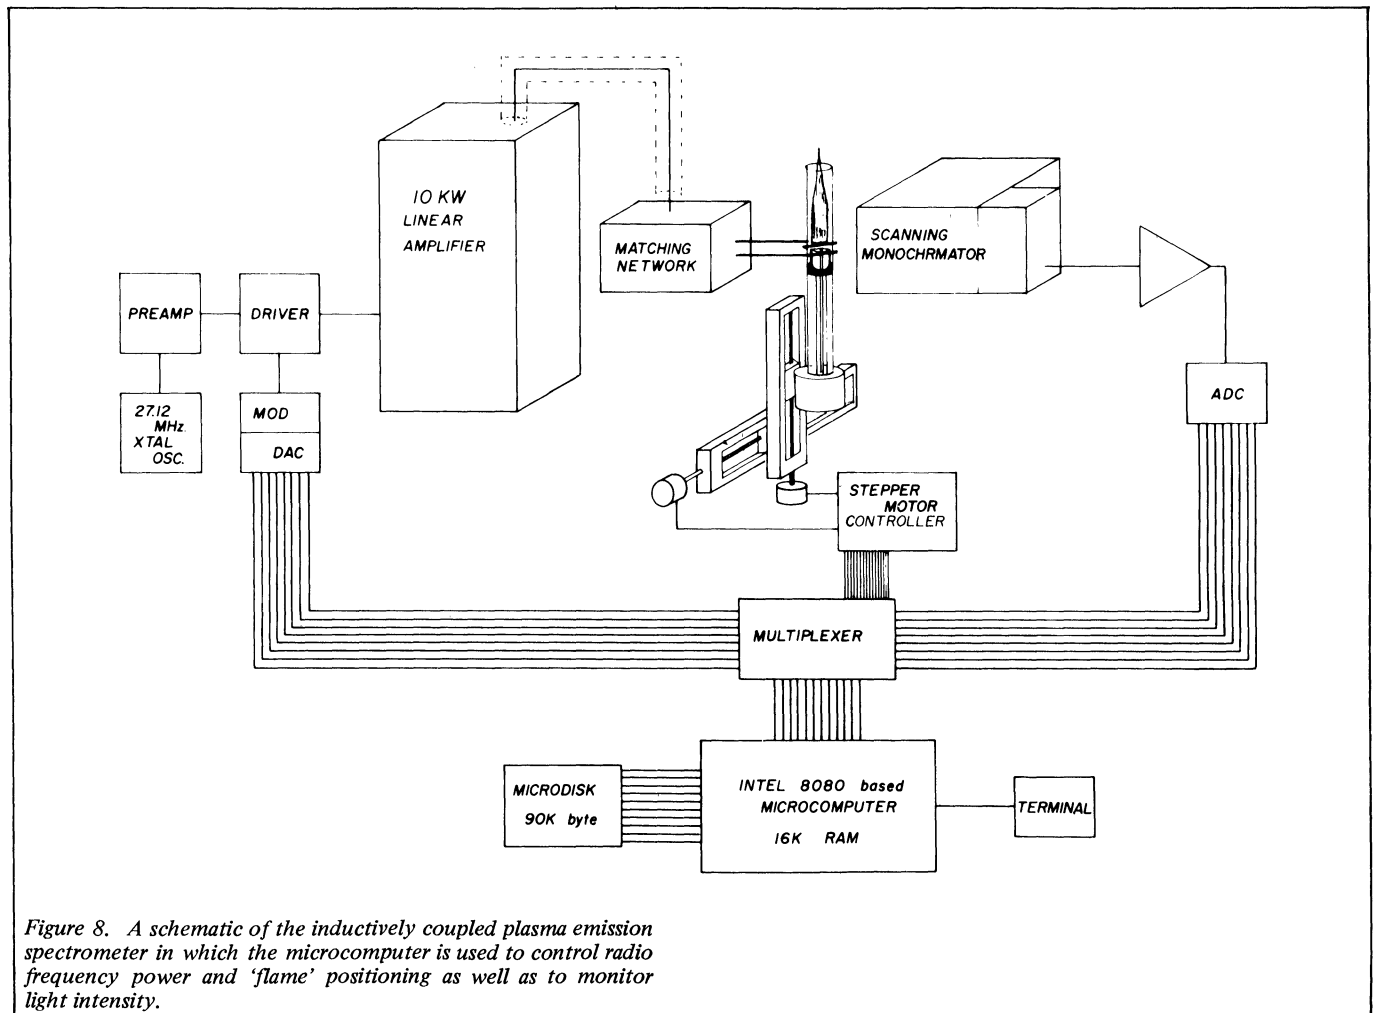 10 KW
LINEAR
AMPLIFIER
MATCHING
NETWORK
SCANNING
MONOCHRMATOR
PREAMP
DRIVER
27.12
MHz.
XTAL
OSC.
MOD
DAC
ADC
STEPPER
MOTOR
CONTROLLER
MULTIPLEXER
MICRODISK
90K byte
INTEL 8080 based
MICROCOMPUTER
16K RAM
TERMINAL
Figure 8. A schematic of the inductively coupled plasma emission
spectrometer in which the microcomputer is used to control radio
frequency power and ‘flame’ positioning as well as to monitor
light intensity.